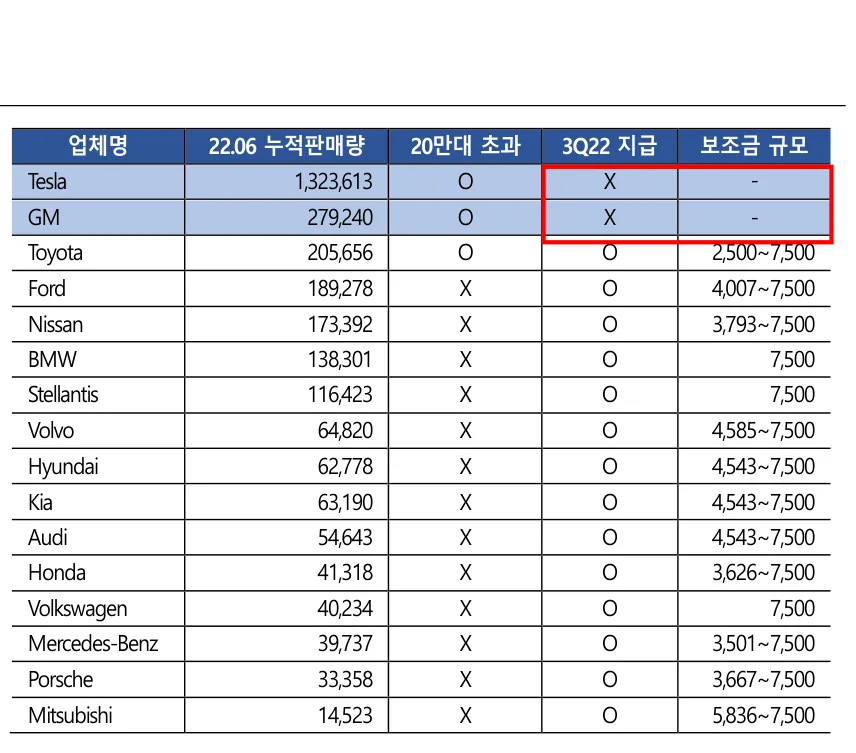 업체명 22.06 누적판매량 20만대 초과 3Q22 지급 보조금 규모
Tesla 1,323,613 O X -
GM 279,240 O X -
Toyota 205,656 O O 2,500~7,500
Ford 189,278 X O 4,007~7,500
Nissan 173,392 X O 3,793~7,500
BMW 138,301 X O 7,500
Stellantis 116,423 X O 7,500
Volvo 64,820 X O 4,585~7,500
Hyundai 62,778 X O 4,543~7,500
Kia 63,190 X O 4,543~7,500
Audi 54,643 X O 4,543~7,500
Honda 41,318 X O 3,626~7,500
Volkswagen 40,234 X O 7,500
Mercedes-Benz 39,737 X O 3,501~7,500
Porsche 33,358 X O 3,667~7,500
Mitsubishi 14,523 X O 5,836~7,500